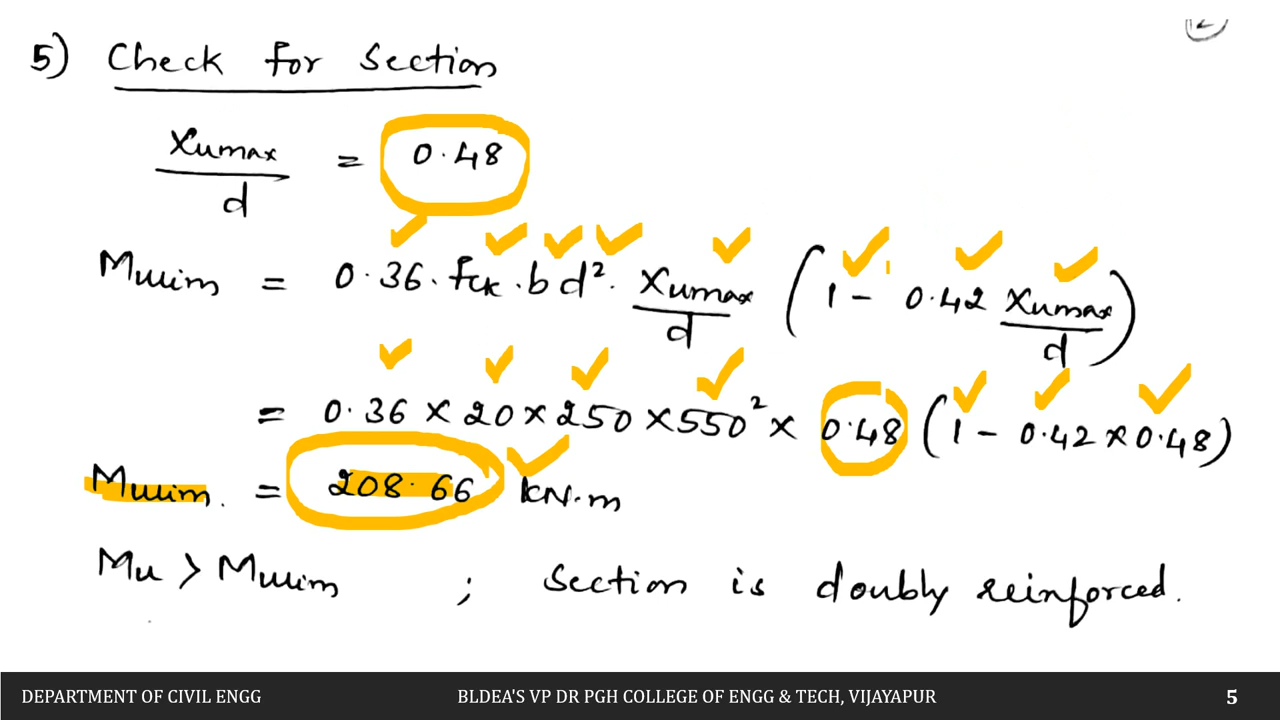 2
5) Check for Section
xumax/d = 0.48
Mulim = 0.36. fck . b d². xumax/d (1 - 0.42 xumax/d)
= 0.36 x 20 x 250 x 550² x 0.48 (1 - 0.42 x 0.48)
Mulim. = 208.66 kN.m
Mu > Mulim ; Section is doubly reinforced.
DEPARTMENT OF CIVIL ENGG BLDEA'S VP DR PGH COLLEGE OF ENGG & TECH, VIJAYAPUR 5